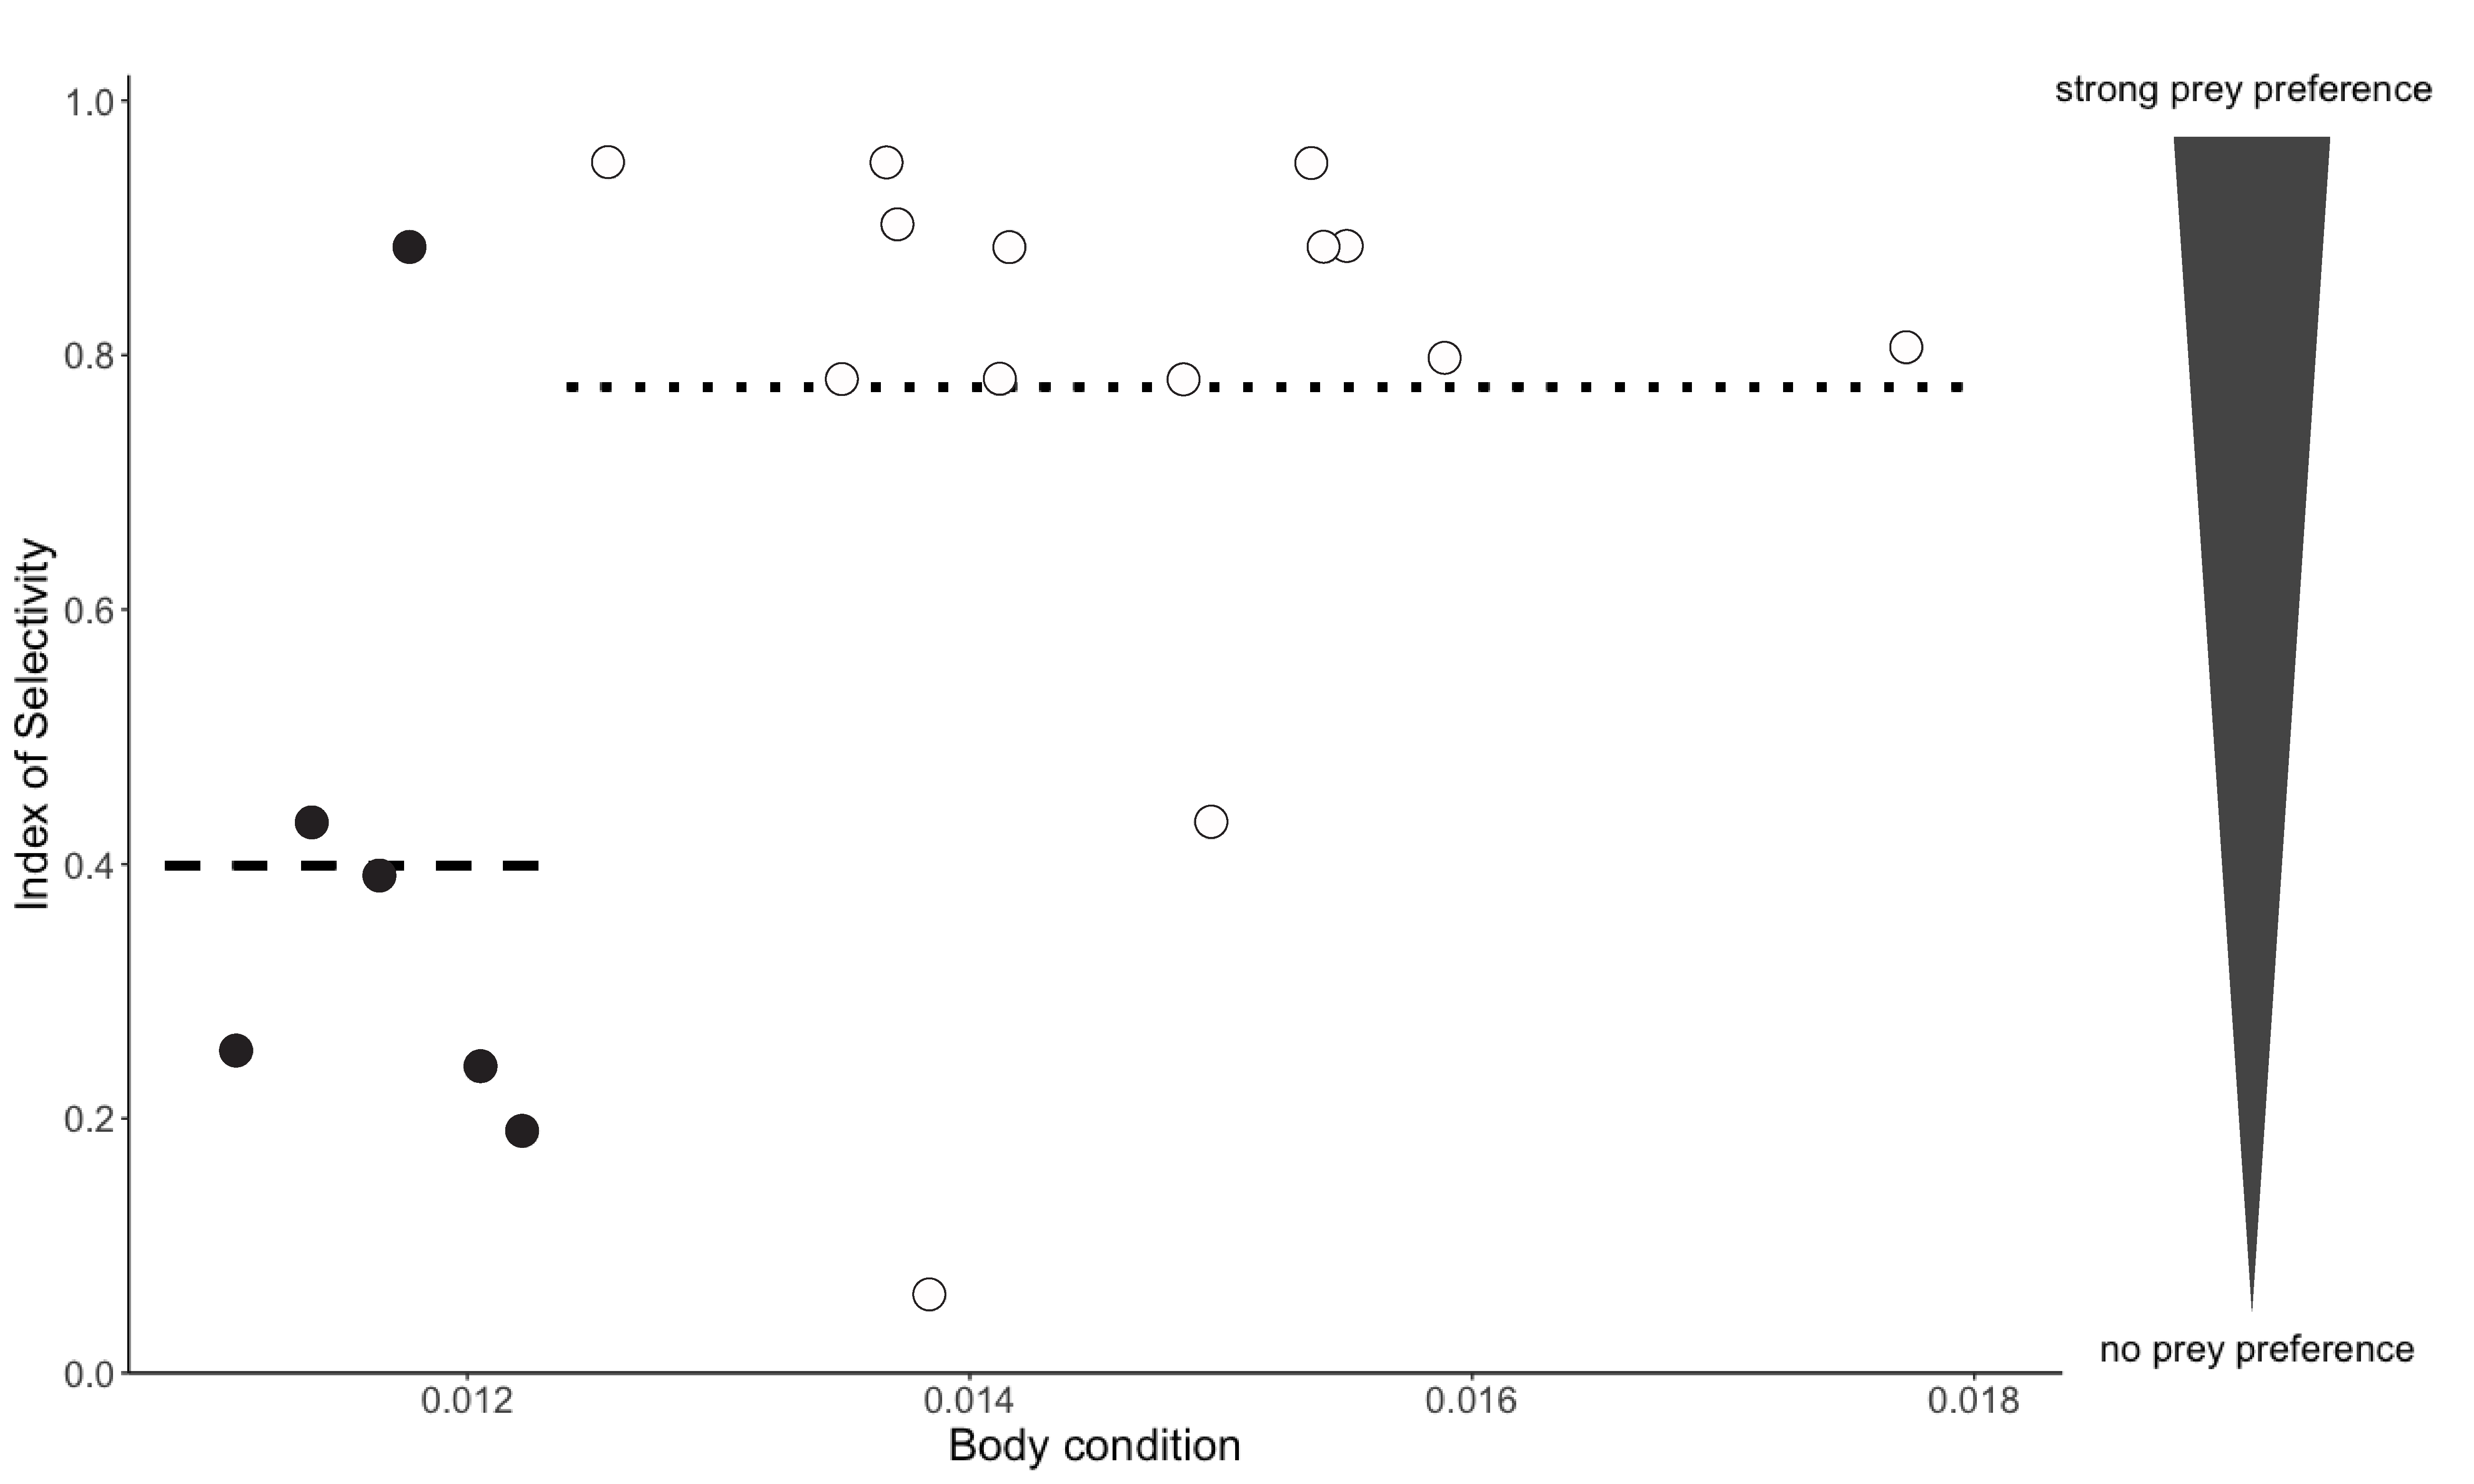 strong prey preference
1.0
0.8
0.6
0.4
0.2
0.0
Index of Selectivity
no prey preference
0.012 0.014 0.016 0.018
Body condition